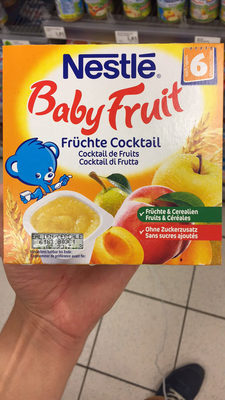 Nestlé
6
Baby Fruit
Früchte Cocktail
Cocktail de Fruits
Cocktail di Frutta
Früchte & Cerealien
Fruits & Céréales
Ohne Zuckerzusatz
Sans sucres ajoutés